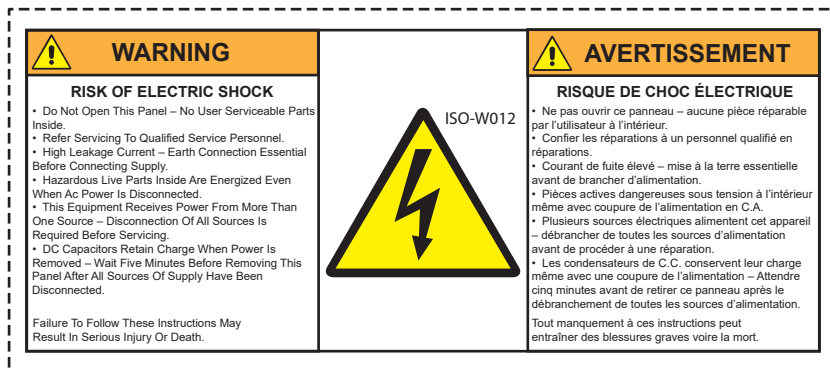 WARNING
RISK OF ELECTRIC SHOCK
• Do Not Open This Panel – No User Serviceable Parts
Inside.
• Refer Servicing To Qualified Service Personnel.
• High Leakage Current – Earth Connection Essential
Before Connecting Supply.
• Hazardous Live Parts Inside Are Energized Even
When Ac Power Is Disconnected.
• This Equipment Receives Power From More Than
One Source – Disconnection Of All Sources Is
Required Before Servicing.
• DC Capacitors Retain Charge When Power Is
Removed – Wait Five Minutes Before Removing This
Panel After All Sources Of Supply Have Been
Disconnected.
Failure To Follow These Instructions May
Result In Serious Injury Or Death.
ISO-W012
AVERTISSEMENT
RISQUE DE CHOC ÉLECTRIQUE
• Ne pas ouvrir ce panneau – aucune pièce réparable
par l’utilisateur à l’intérieur.
• Confier les réparations à un personnel qualifié en
réparations.
• Courant de fuite élevé – mise à la terre essentielle
avant de brancher d’alimentation.
• Pièces actives dangereuses sous tension à l’intérieur
même avec coupure de l’alimentation en C.A.
• Plusieurs sources électriques alimentent cet appareil
– débrancher de toutes les sources d’alimentation
avant de procéder à une réparation.
• Les condensateurs de C.C. conservent leur charge
même avec une coupure de l’alimentation – Attendre
cinq minutes avant de retirer ce panneau après le
débranchement de toutes les sources d’alimentation.
Tout manquement à ces instructions peut
entraîner des blessures graves voire la mort.